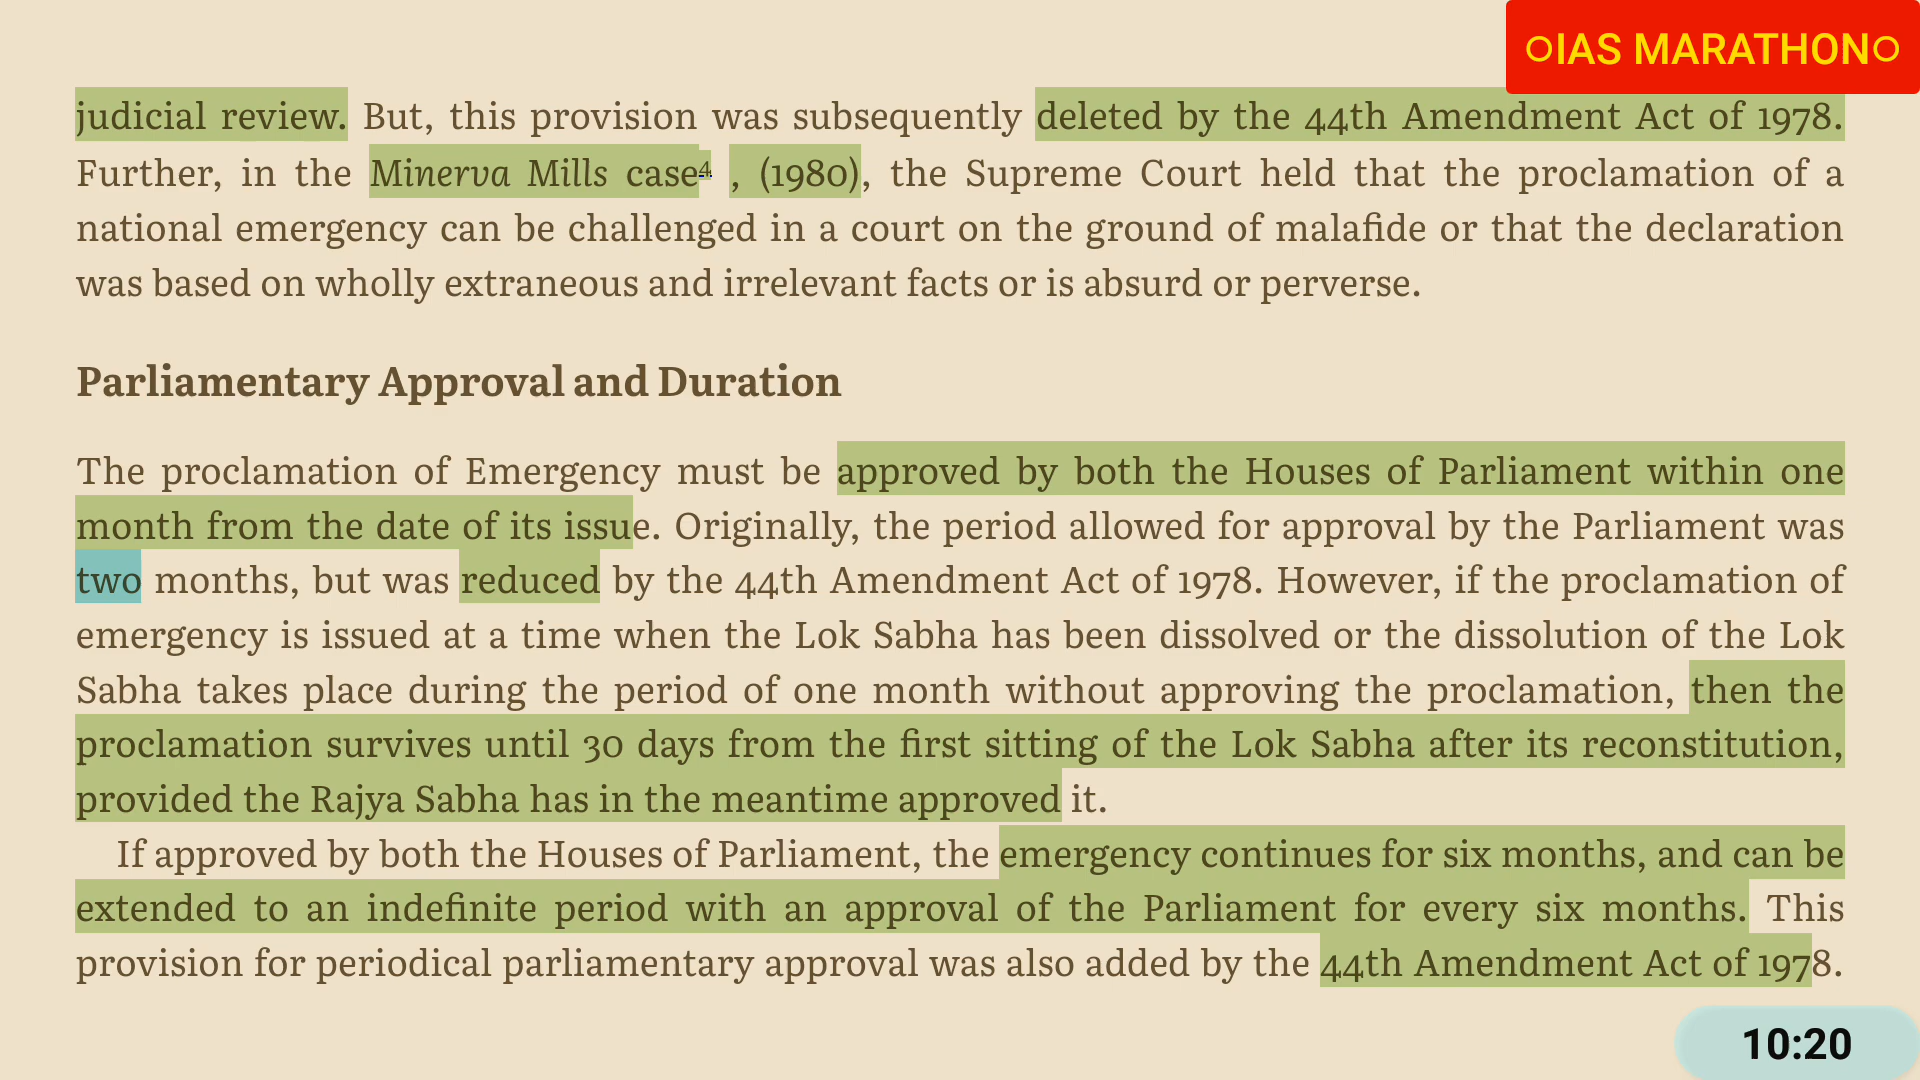 ○IAS MARATHON○
judicial review. But, this provision was subsequently deleted by the 44th Amendment Act of 1978.
Further, in the Minerva Mills case4 , (1980), the Supreme Court held that the proclamation of a
national emergency can be challenged in a court on the ground of malafide or that the declaration
was based on wholly extraneous and irrelevant facts or is absurd or perverse.
Parliamentary Approval and Duration
The proclamation of Emergency must be approved by both the Houses of Parliament within one
month from the date of its issue. Originally, the period allowed for approval by the Parliament was
two months, but was reduced by the 44th Amendment Act of 1978. However, if the proclamation of
emergency is issued at a time when the Lok Sabha has been dissolved or the dissolution of the Lok
Sabha takes place during the period of one month without approving the proclamation, then the
proclamation survives until 30 days from the first sitting of the Lok Sabha after its reconstitution,
provided the Rajya Sabha has in the meantime approved it.
If approved by both the Houses of Parliament, the emergency continues for six months, and can be
extended to an indefinite period with an approval of the Parliament for every six months. This
provision for periodical parliamentary approval was also added by the 44th Amendment Act of 1978.
10:20